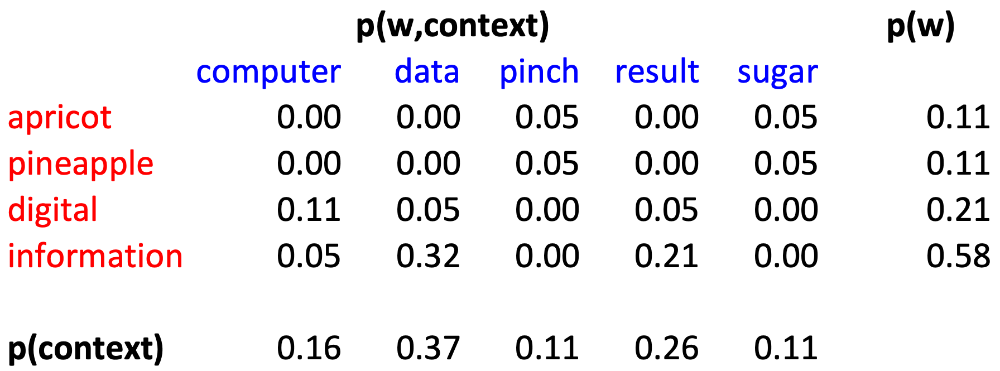 p(w,context) p(w)
computer data pinch result sugar
apricot 0.00 0.00 0.05 0.00 0.05 0.11
pineapple 0.00 0.00 0.05 0.00 0.05 0.11
digital 0.11 0.05 0.00 0.05 0.00 0.21
information 0.05 0.32 0.00 0.21 0.00 0.58
p(context) 0.16 0.37 0.11 0.26 0.11